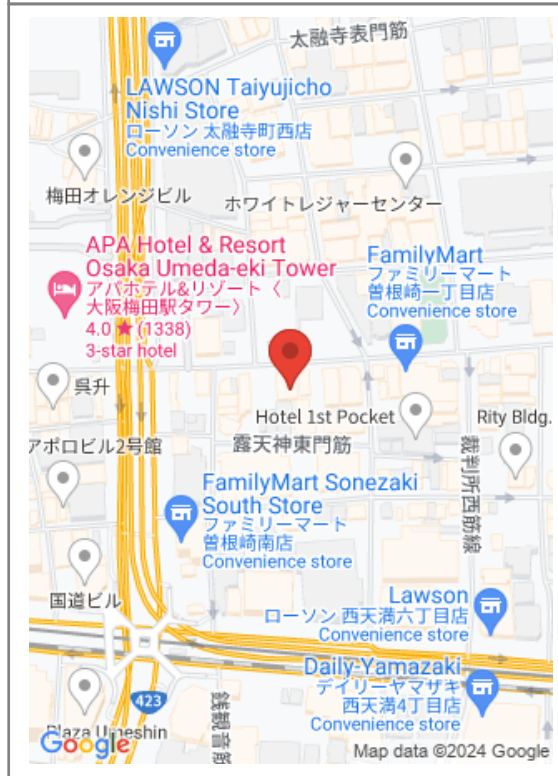 太融寺表門筋
LAWSON Taiyujicho
Nishi Store
ローソン 太融寺町西店
Convenience store
梅田オレンジビル
ホワイトレジャーセンター
APA Hotel & Resort
Osaka Umeda-eki Tower
アパホテル&リゾート〈
大阪梅田駅タワー〉
4.0 ★ (1338)
3-star hotel
FamilyMart
ファミリーマート
曽根崎一丁目店
Convenience store
呉升
Hotel 1st Pocket
Rity Bldg.
アポロビル2号館
露天神東門筋
裁判所西筋線
FamilyMart Sonezaki
South Store
ファミリーマート
曽根崎南店
Convenience store
国道ビル
Lawson
ローソン 西天満六丁目店
Convenience store
Daily-Yamazaki
デイリーヤマザキ
西天満4丁目店
Convenience store
423
銭観音筋
Plaza Umeshin
Google
Map data ©2024 Google